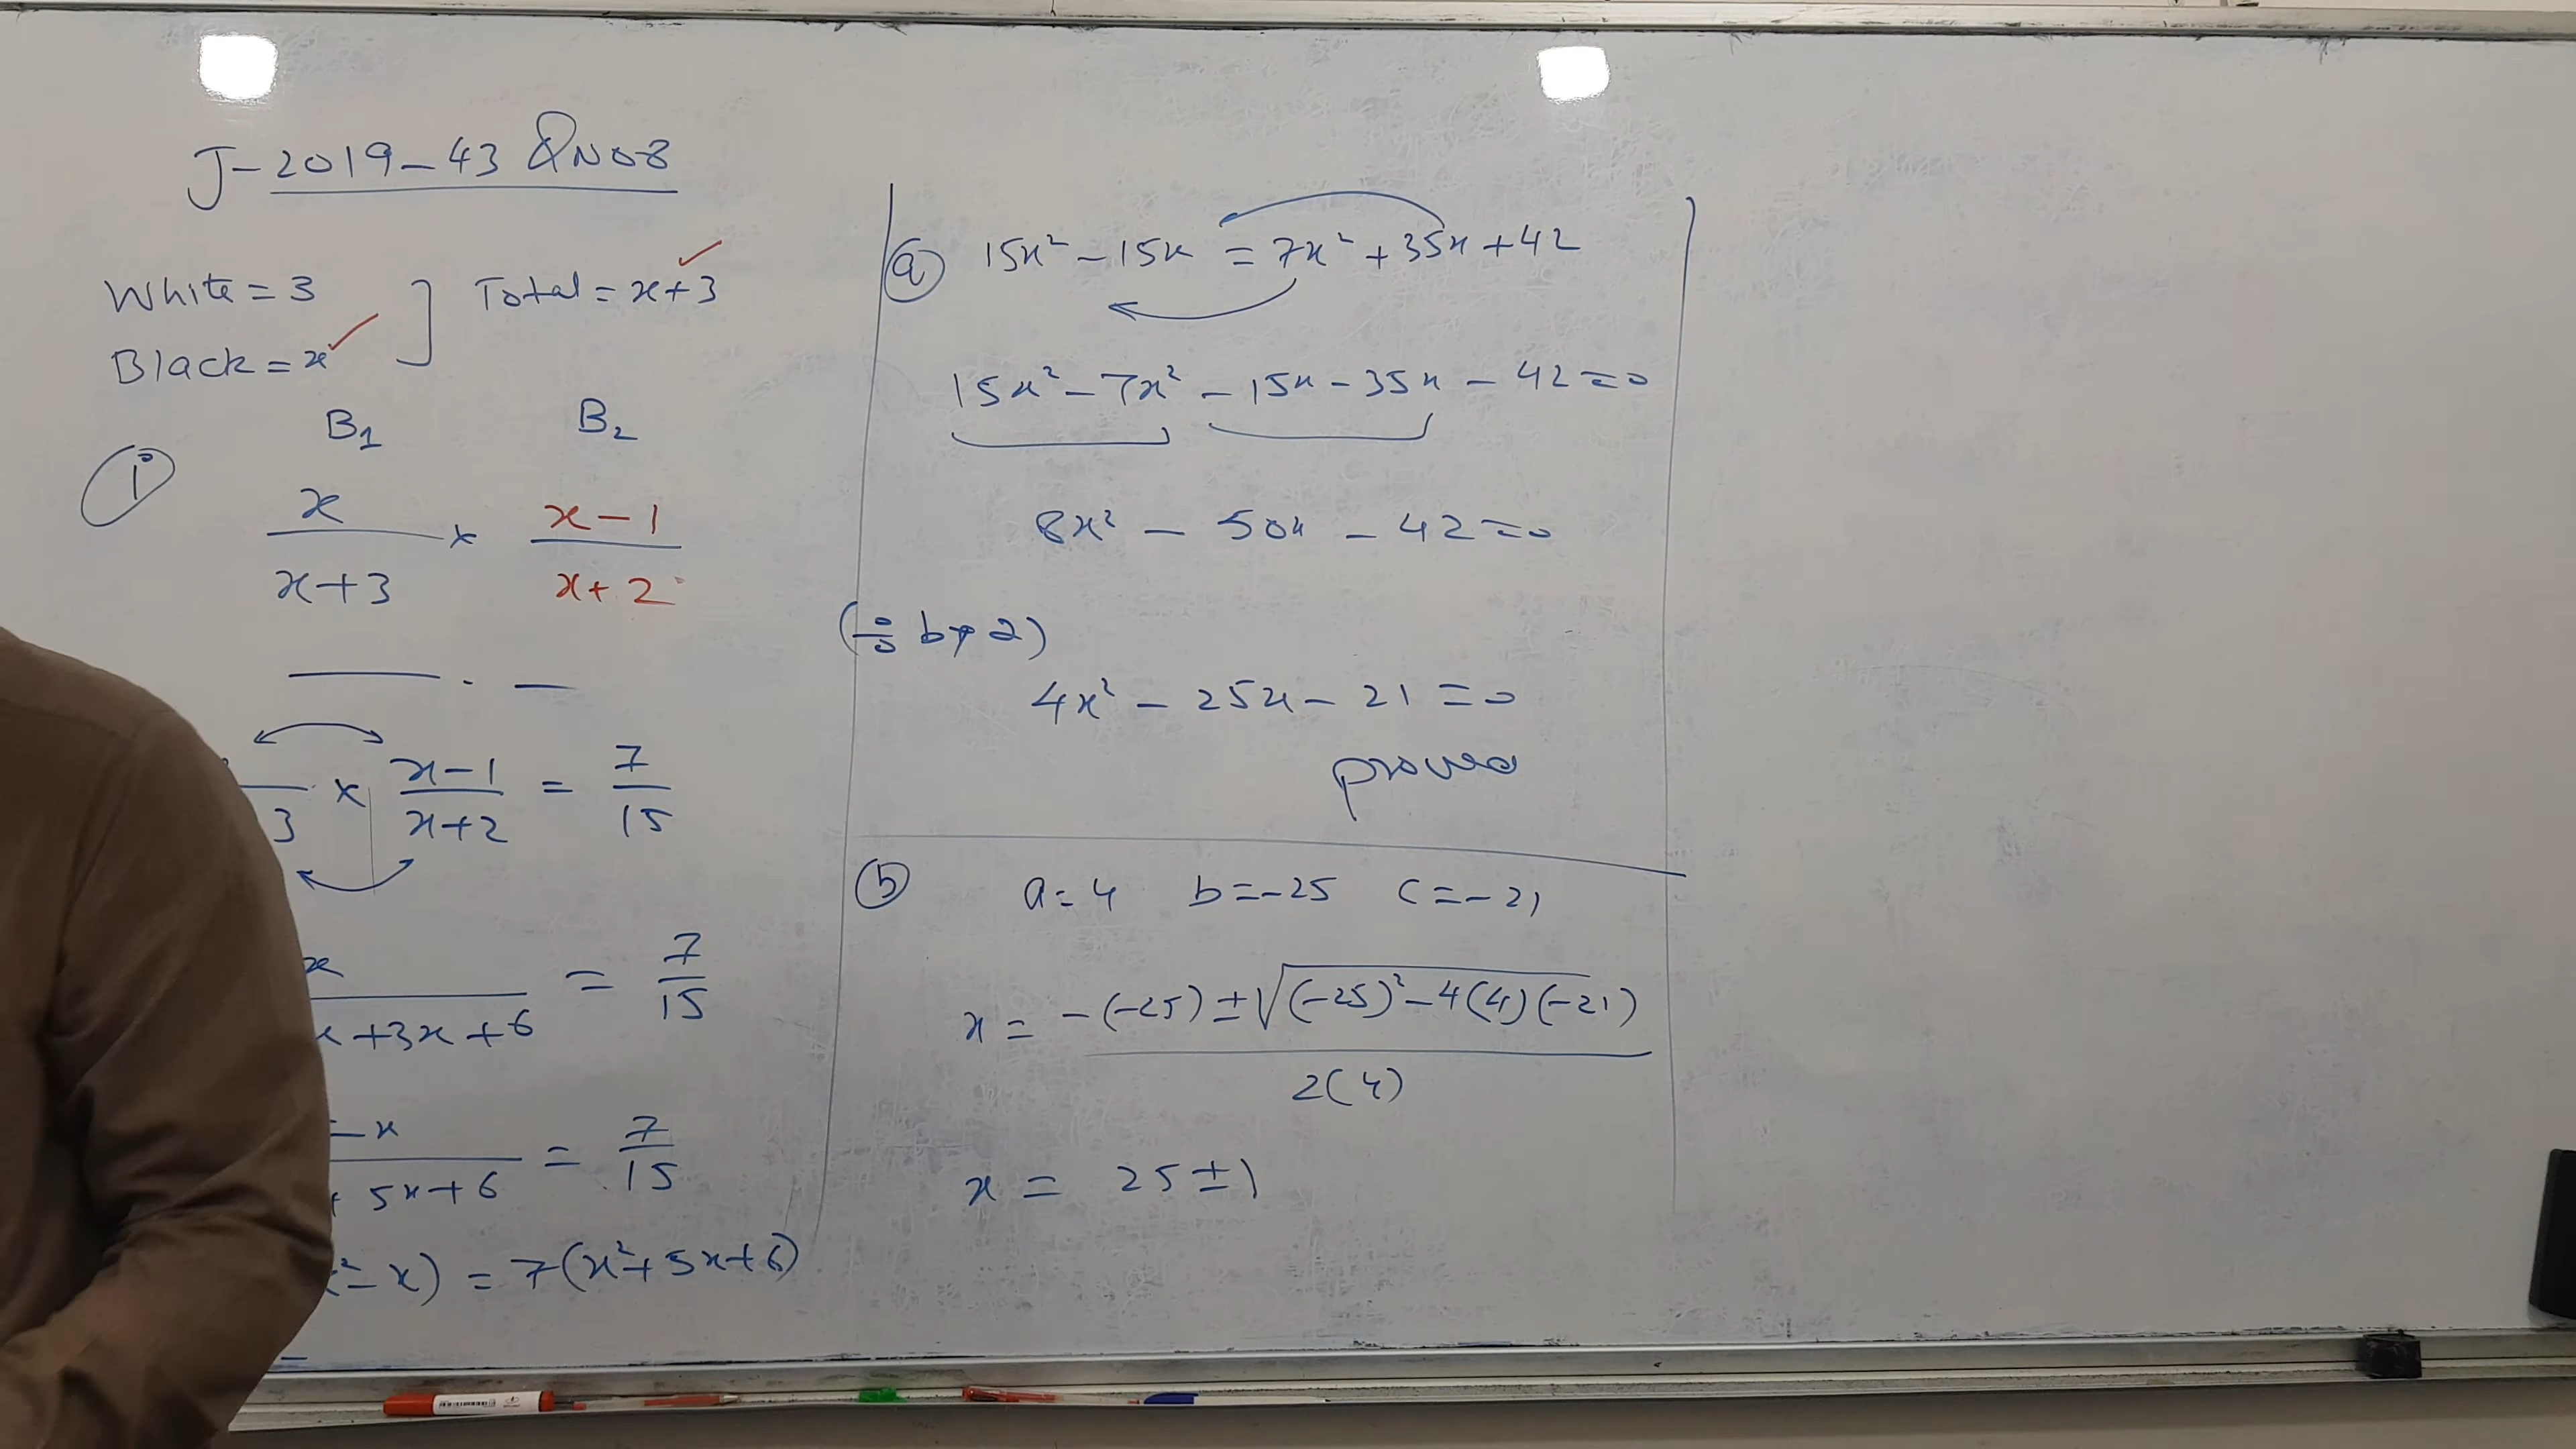 J-2019-43 QNo8
White = 3
Black = x
Total = x+3
B₁ B₂
i
x/(x+3) × (x-1)/(x+2)
3 × (x-1)/(x+2) = 7/15
x / x+3x+6 = 7/15
-x / + 5x+6 = 7/15
x²-x) = 7(x²+5x+6)
a 15x² - 15x = 7x² + 35x + 42
15x² - 7x² - 15x - 35x - 42 = 0
8x² - 50x - 42 = 0
(÷ by 2)
4x² - 25x - 21 = 0
proved
b a = 4 b = -25 c = -21
x = (-(-25) ± √((-25)² - 4(4)(-21)))/2(4)
x = 25 ±